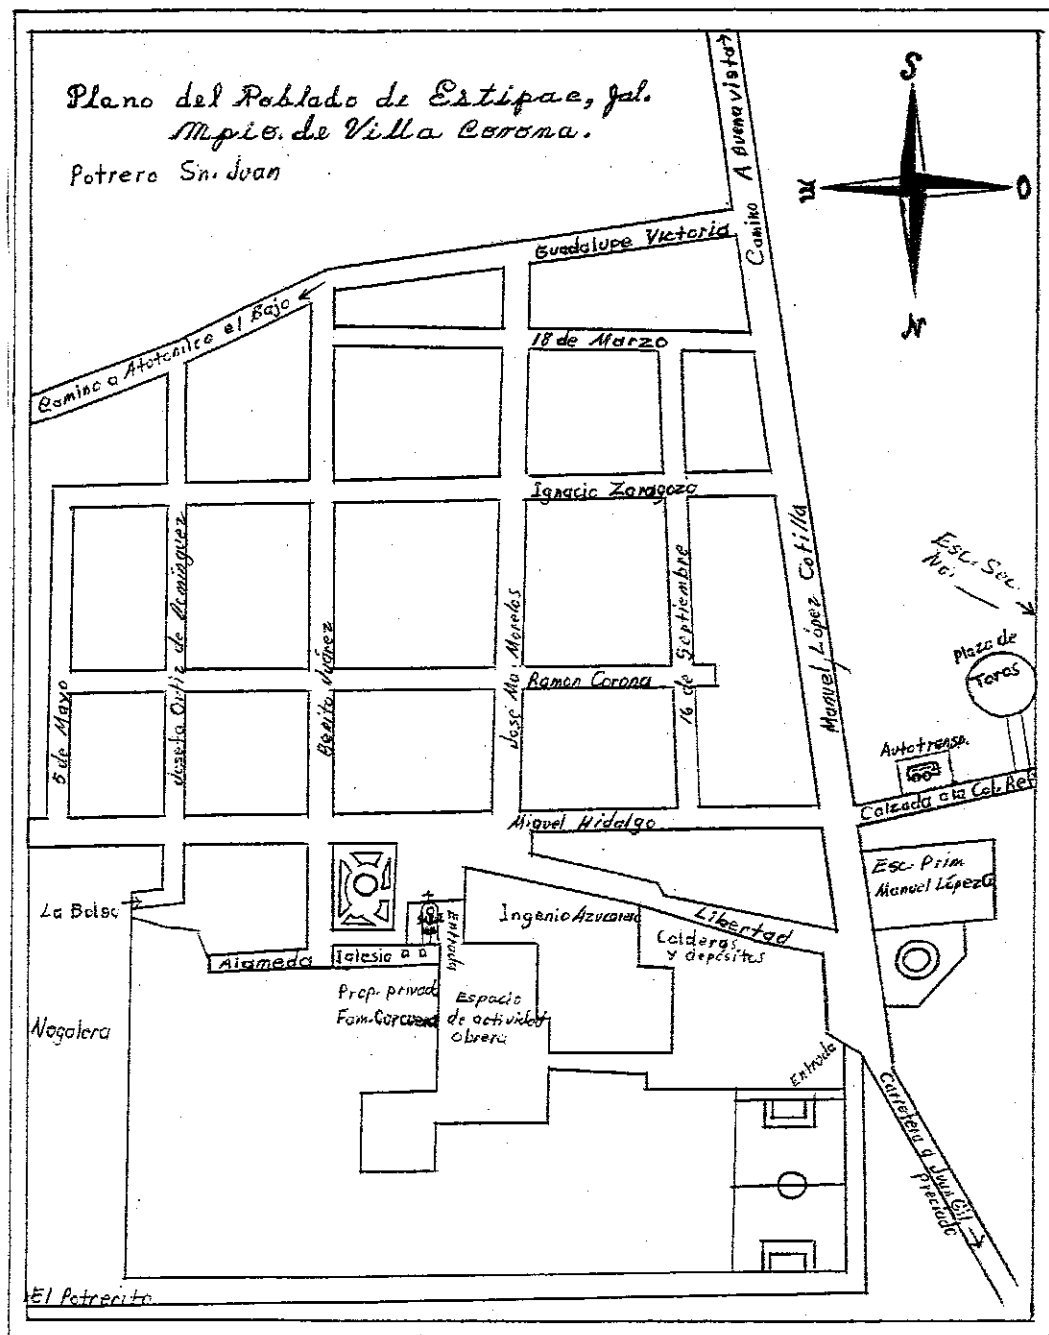 Plano del Poblado de Estipac, Jal.
Mpio. de Villa Corona.
Potrero Sn. Juan
S
E
O
N
Camino A Buenavista
Guadalupe Victoria
Camino a Atotonilco el Bajo
18 de Marzo
Ignacio Zaragoza
Josefa Ortiz de Dominguez
Benito Juárez
José Ma. Morelos
16 de Septiembre
Manuel López Cotilla
Esc. Sec.
Plaza de
Toros
5 de Mayo
Ramon Corona
Autotransp.
Calzada a la Col. Ref.
Miguel Hidalgo
Esc. Prim
Manuel López C
La Bolsa
Entrada
Ingenio Azucarero
Libertad
Calderas
y depósitos
Alameda
Iglesia
Prop. privada
Fam.
Espacio
de actividad
Obrera
Nogalera
Entrada
Carretera a Juan Gil
Preciado
El Potrerito